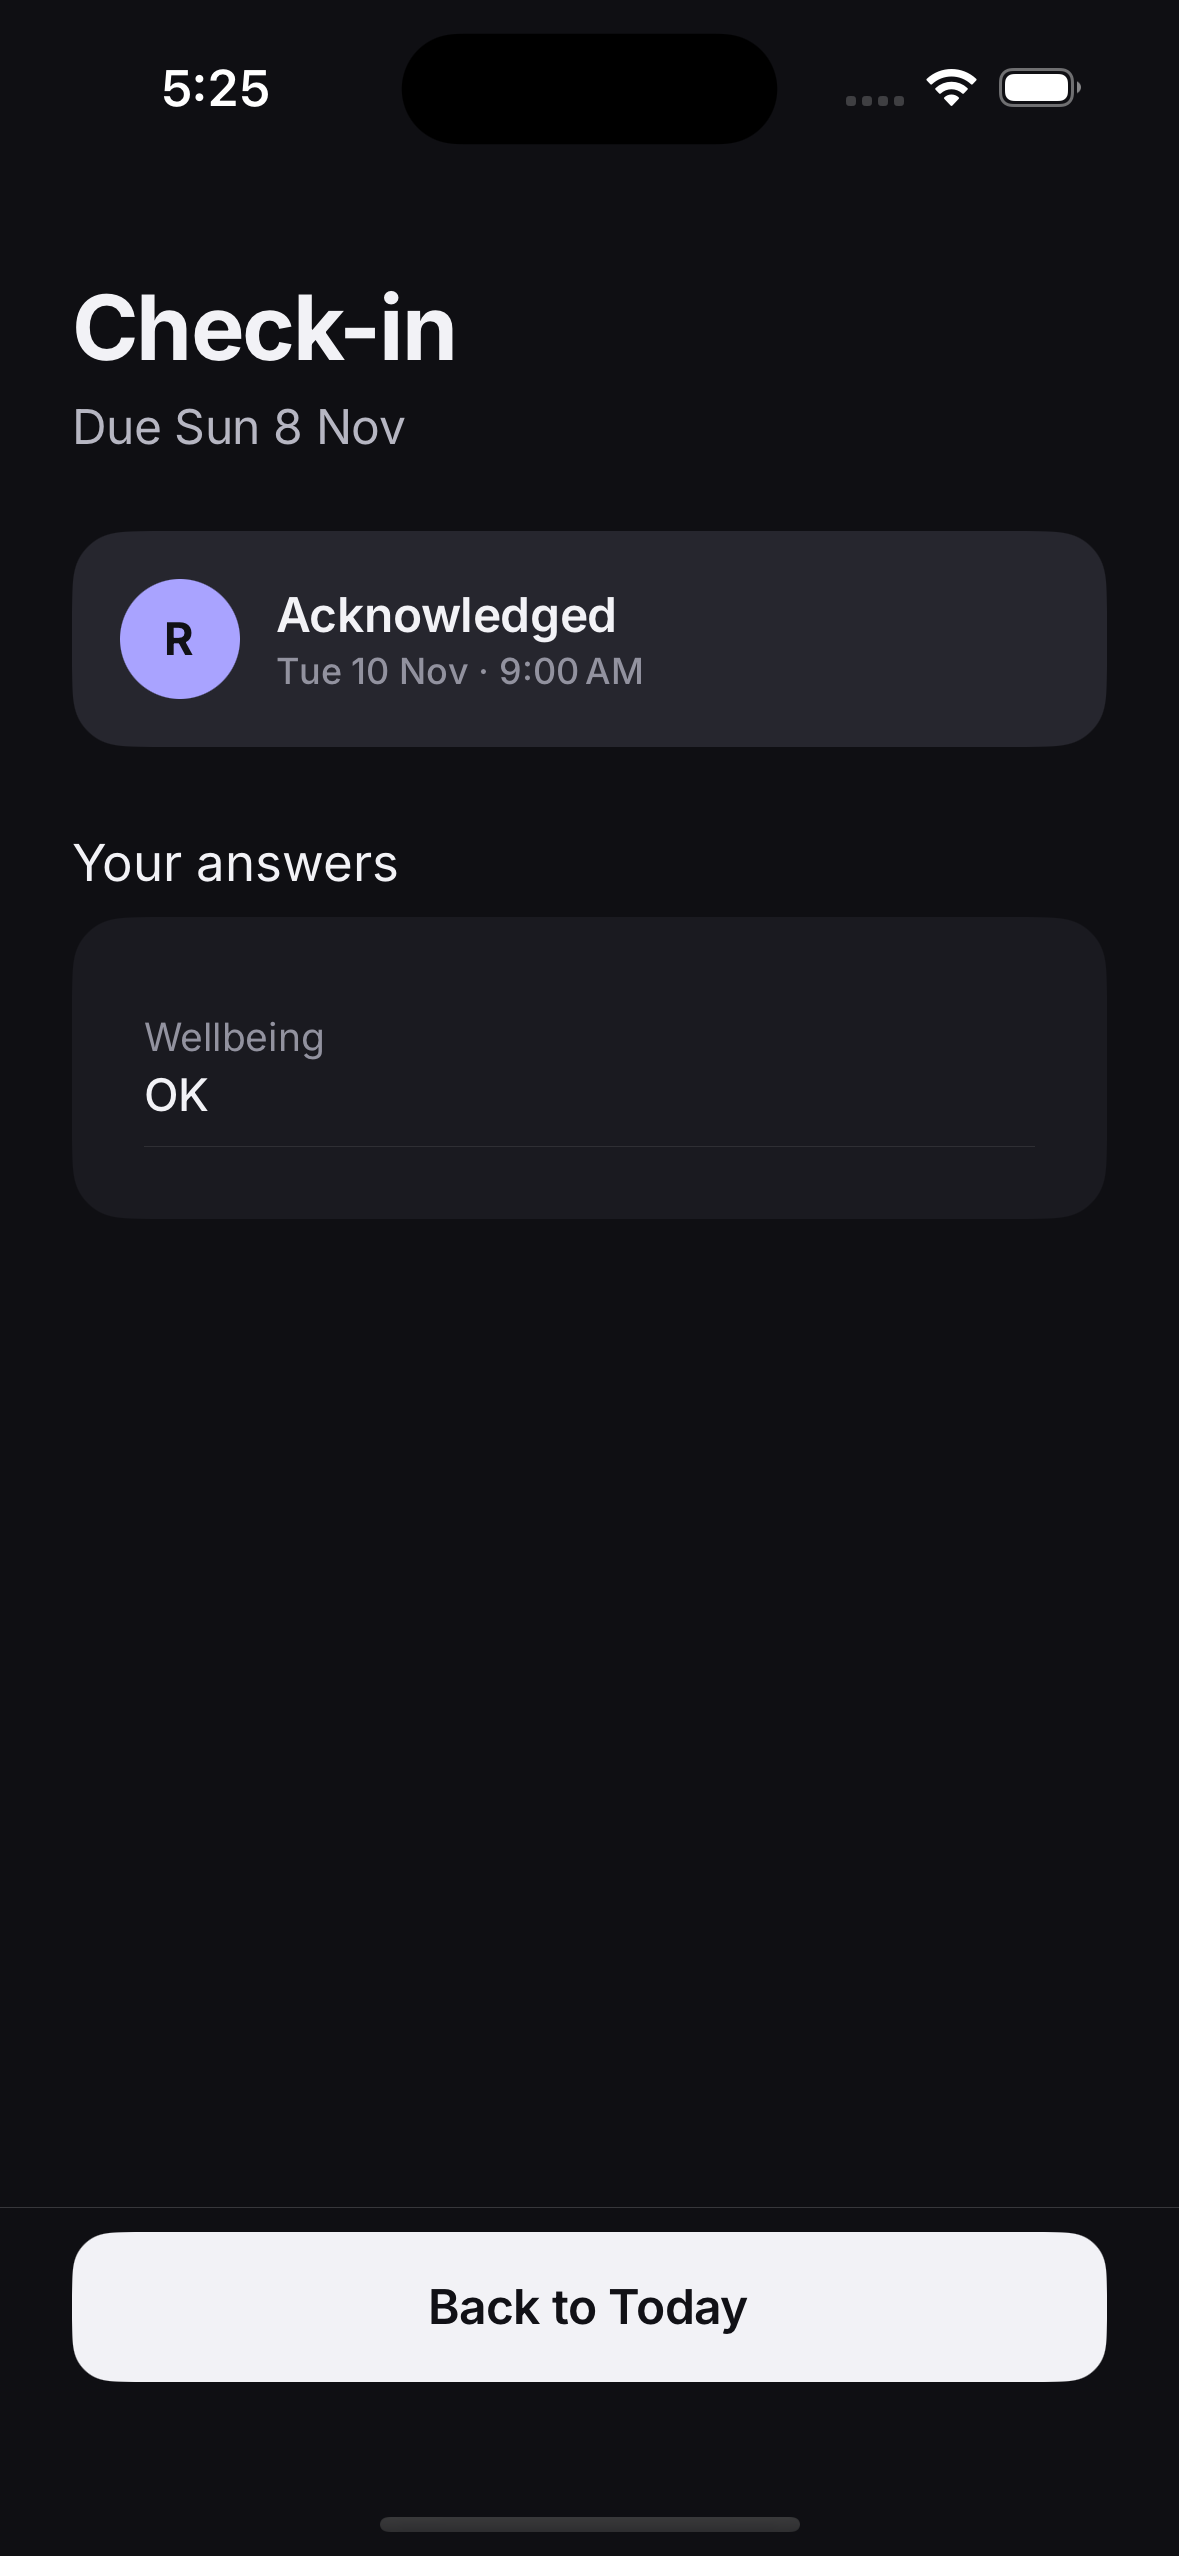 5:25
Check-in
Due Sun 8 Nov
R
Acknowledged
Tue 10 Nov · 9:00 AM
Your answers
Wellbeing
OK
Back to Today